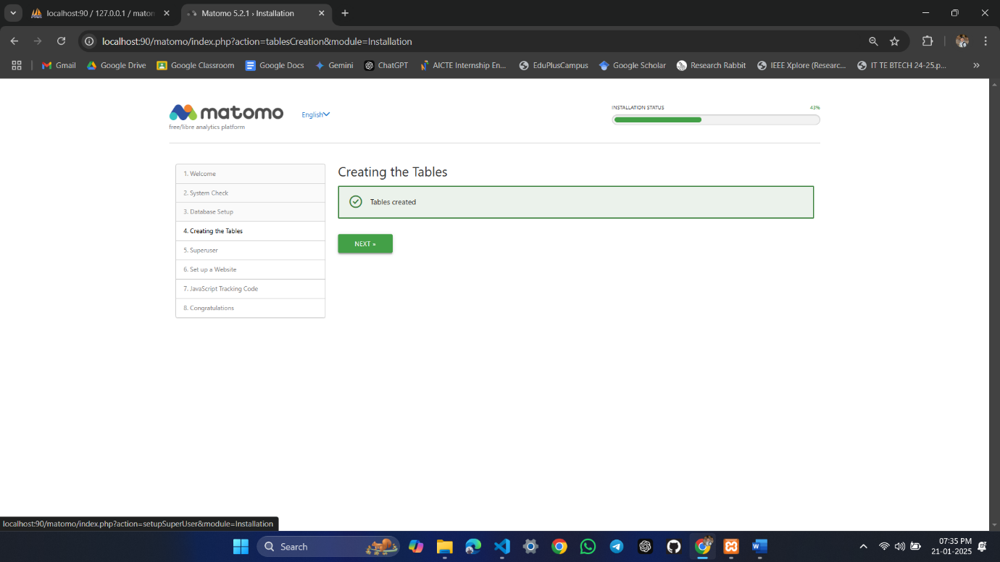 localhost:90 / 127.0.0.1 / maton
Matomo 5.2.1 › Installation
localhost:90/matomo/index.php?action=tablesCreation&module=Installation
Gmail
Google Drive
Google Classroom
Google Docs
Gemini
ChatGPT
AICTE Internship En...
EduPlusCampus
Google Scholar
Research Rabbit
IEEE Xplore (Researc...
IT TE BTECH 24-25.p...
matomo
free/libre analytics platform
English
INSTALLATION STATUS
43%
1. Welcome
2. System Check
3. Database Setup
4. Creating the Tables
5. Superuser
6. Set up a Website
7. JavaScript Tracking Code
8. Congratulations
Creating the Tables
Tables created
NEXT »
localhost:90/matomo/index.php?action=setupSuperUser&module=Installation
Search
07:35 PM
21-01-2025